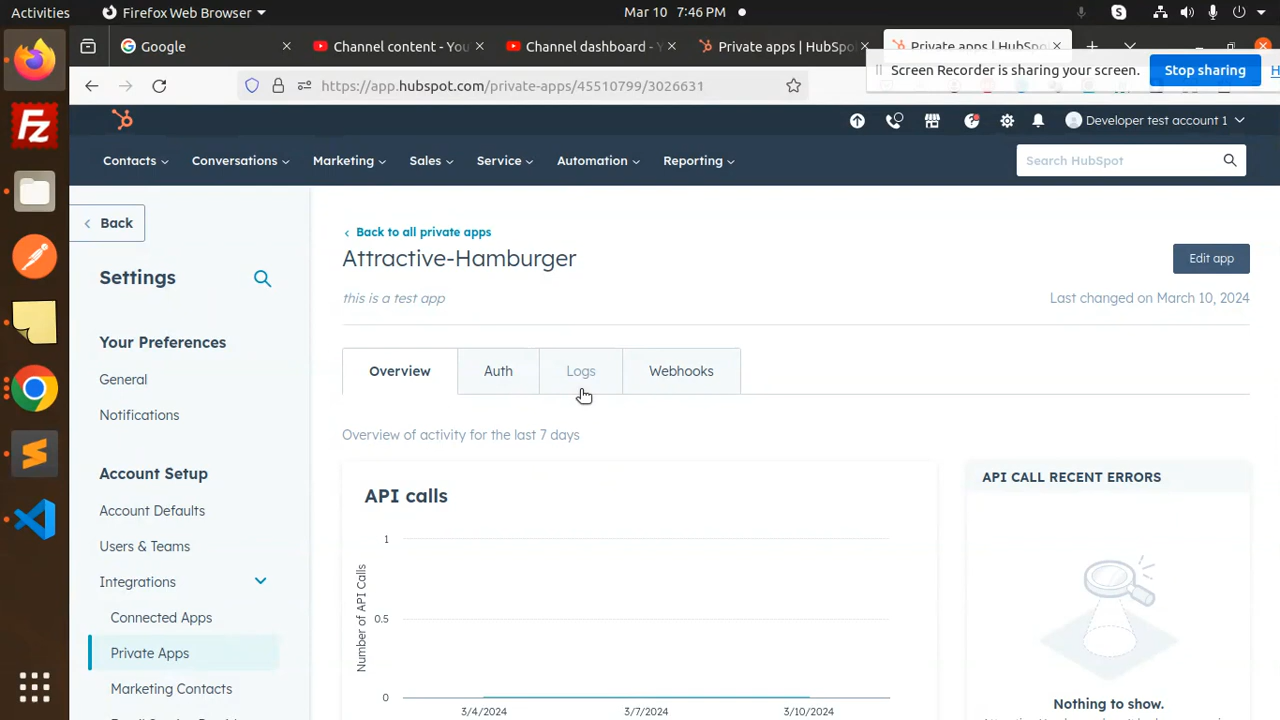 Activities
Firefox Web Browser
Mar 10 7:46 PM
Google
Channel content - You
Channel dashboard - Y
Private apps | HubSpo
Private apps | HubSpo
Screen Recorder is sharing your screen.
Stop sharing
https://app.hubspot.com/private-apps/45510799/3026631
Developer test account 1
Contacts
Conversations
Marketing
Sales
Service
Automation
Reporting
Search HubSpot
Back
Settings
Your Preferences
General
Notifications
Account Setup
Account Defaults
Users & Teams
Integrations
Connected Apps
Private Apps
Marketing Contacts
Back to all private apps
Attractive-Hamburger
Edit app
this is a test app
Last changed on March 10, 2024
Overview
Auth
Logs
Webhooks
Overview of activity for the last 7 days
API calls
Number of API Calls
1
0.5
0
3/4/2024
3/7/2024
3/10/2024
API CALL RECENT ERRORS
Nothing to show.